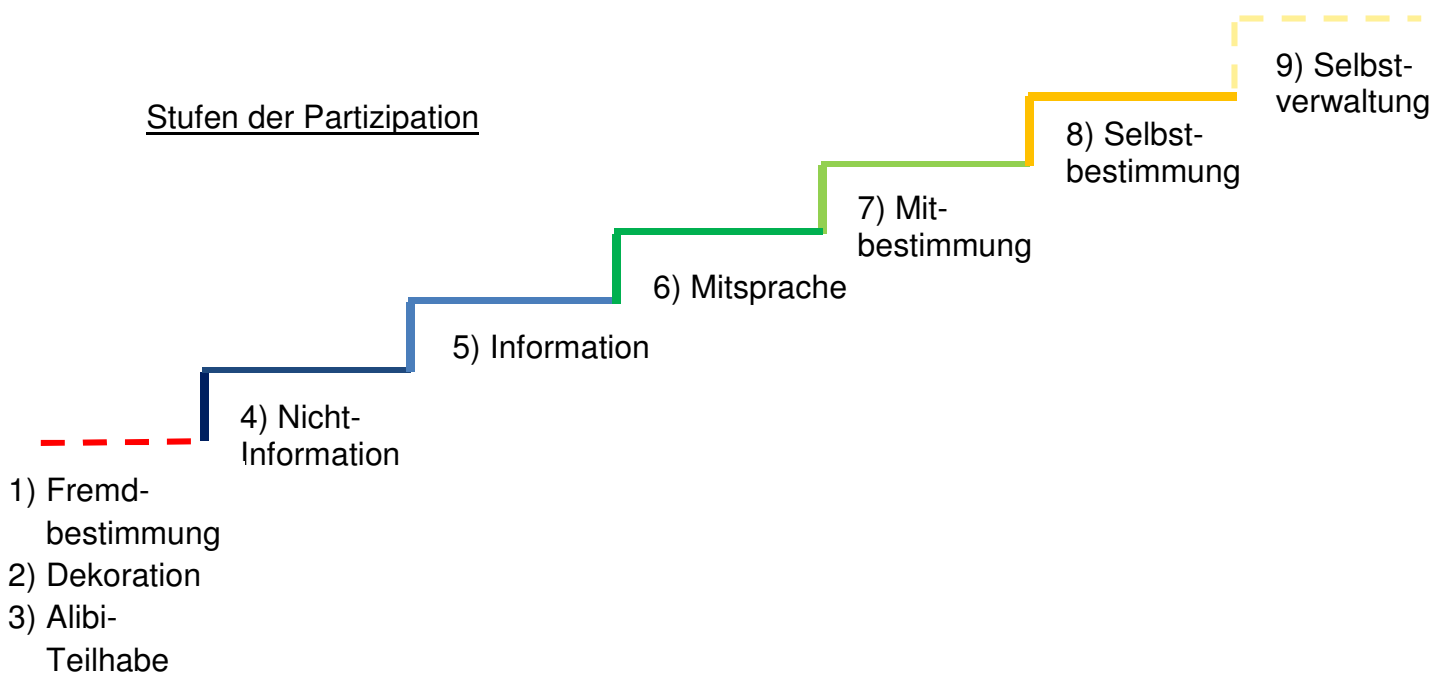 Stufen der Partizipation
1) Fremd-
bestimmung
2) Dekoration
3) Alibi-
Teilhabe
4) Nicht-
Information
5) Information
6) Mitsprache
7) Mit-
bestimmung
8) Selbst-
bestimmung
9) Selbst-
verwaltung